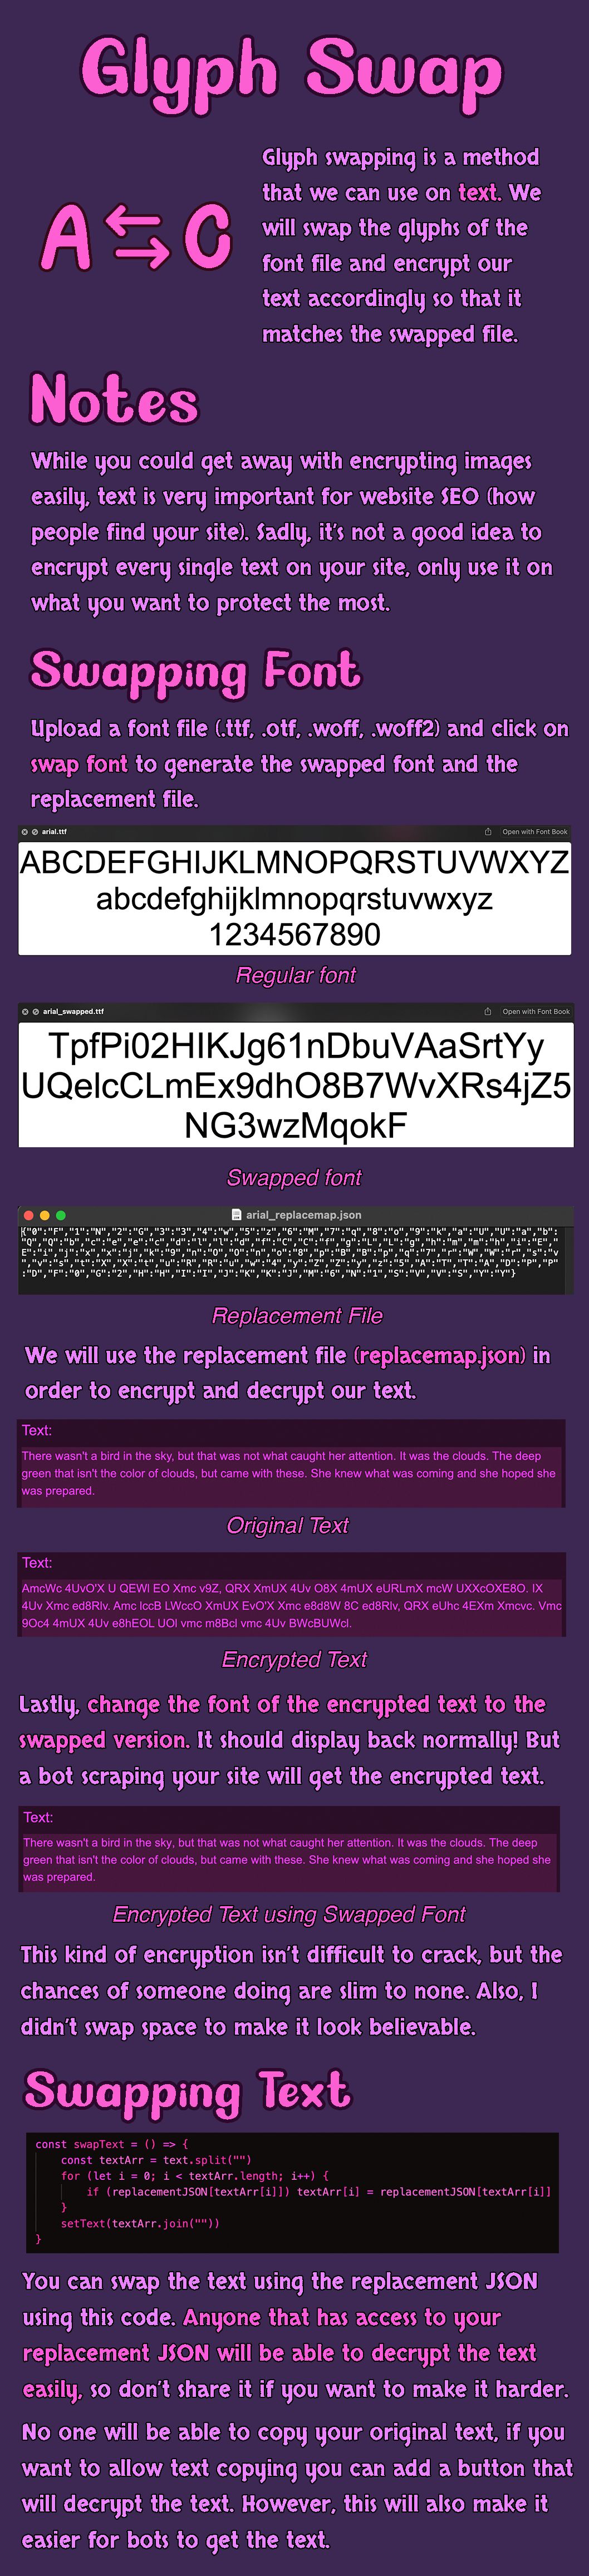 Glyph Swap
A C
Glyph swapping is a method
that we can use on text. We
will swap the glyphs of the
font file and encrypt our
text accordingly so that it
matches the swapped file.
Notes
While you could get away with encrypting images
easily, text is very important for website SEO (how
people find your site). Sadly, it's not a good idea to
encrypt every single text on your site, only use it on
what you want to protect the most.
Swapping Font
Upload a font file (.ttf, .otf, .woff, .woff2) and click on
swap font to generate the swapped font and the
replacement file.
arial.ttf Open with Font Book
ABCDEFGHIJKLMNOPQRSTUVWXYZ
abcdefghijklmnopqrstuvwxyz
1234567890
Regular font
arial_swapped.ttf Open with Font Book
TpfPi02HIKJg61nDbuVAaSrtYy
UQelcCLmEx9dhO8B7WvXRs4jZ5
NG3wzMqokF
Swapped font
arial_replacemap.json
{"0":"F","1":"N","2":"G","3":"3","4":"w","5":"z","6":"M","7":"q","8":"o","9":"k","a":"U","U":"a","b":
"Q","Q":"b","c":"e","e":"c","d":"l","l":"d","f":"C","C":"f","g":"L","L":"g","h":"m","m":"h","i":"E","
E":"i","j":"x","x":"j","k":"9","n":"O","O":"n","o":"8","p":"B","B":"p","q":"7","r":"W","W":"r","s":"v"
,"v":"s","t":"X","X":"t","u":"R","R":"u","w":"4","y":"Z","Z":"y","z":"5","A":"T","T":"A","D":"P","P"
:"D","F":"0","G":"2","H":"H","I":"I","J":"K","K":"J","M":"6","N":"1","S":"V","V":"S","Y":"Y"}
Replacement File
We will use the replacement file (replacemap.json) in
order to encrypt and decrypt our text.
Text:
There wasn't a bird in the sky, but that was not what caught her attention. It was the clouds. The deep
green that isn't the color of clouds, but came with these. She knew what was coming and she hoped she
was prepared.
Original Text
Text:
AmcWc 4UvO'X U QEWl EO Xmc v9Z, QRX XmUX 4Uv O8X 4mUX eURLmX mcW UXXcOXE8O. IX
4Uv Xmc ed8Rlv. Amc lccB LWccO XmUX EvO'X Xmc e8d8W 8C ed8Rlv, QRX eUhc 4EXm Xmcvc. Vmc
9Oc4 4mUX 4Uv e8hEOL UOl vmc m8Bcl vmc 4Uv BWcBUWcl.
Encrypted Text
Lastly, change the font of the encrypted text to the
swapped version. It should display back normally! But
a bot scraping your site will get the encrypted text.
Text:
There wasn't a bird in the sky, but that was not what caught her attention. It was the clouds. The deep
green that isn't the color of clouds, but came with these. She knew what was coming and she hoped she
was prepared.
Encrypted Text using Swapped Font
This kind of encryption isn't difficult to crack, but the
chances of someone doing are slim to none. Also, I
didn't swap space to make it look believable.
Swapping Text
const swapText = () => {
const textArr = text.split("")
for (let i = 0; i < textArr.length; i++) {
if (replacementJSON[textArr[i]]) textArr[i] = replacementJSON[textArr[i]]
}
setText(textArr.join(""))
}
You can swap the text using the replacement JSON
using this code. Anyone that has access to your
replacement JSON will be able to decrypt the text
easily, so don't share it if you want to make it harder.
No one will be able to copy your original text, if you
want to allow text copying you can add a button that
will decrypt the text. However, this will also make it
easier for bots to get the text.